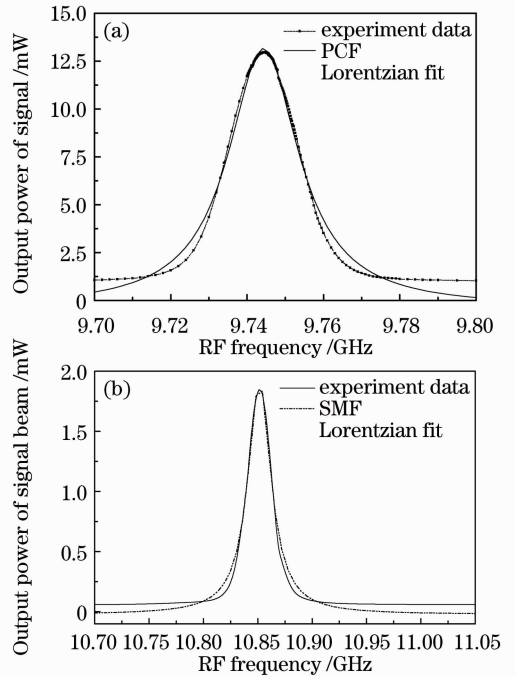 (a)
experiment data
PCF
Lorentzian fit
Output power of signal /mW
15.0
12.5
10.0
7.5
5.0
2.5
0
9.70 9.72 9.74 9.76 9.78 9.80
RF frequency /GHz
(b)
experiment data
SMF
Lorentzian fit
Output power of signal beam /mW
2.0
1.5
1.0
0.5
0
10.70 10.75 10.80 10.85 10.90 10.95 11.00 11.05
RF frequency /GHz